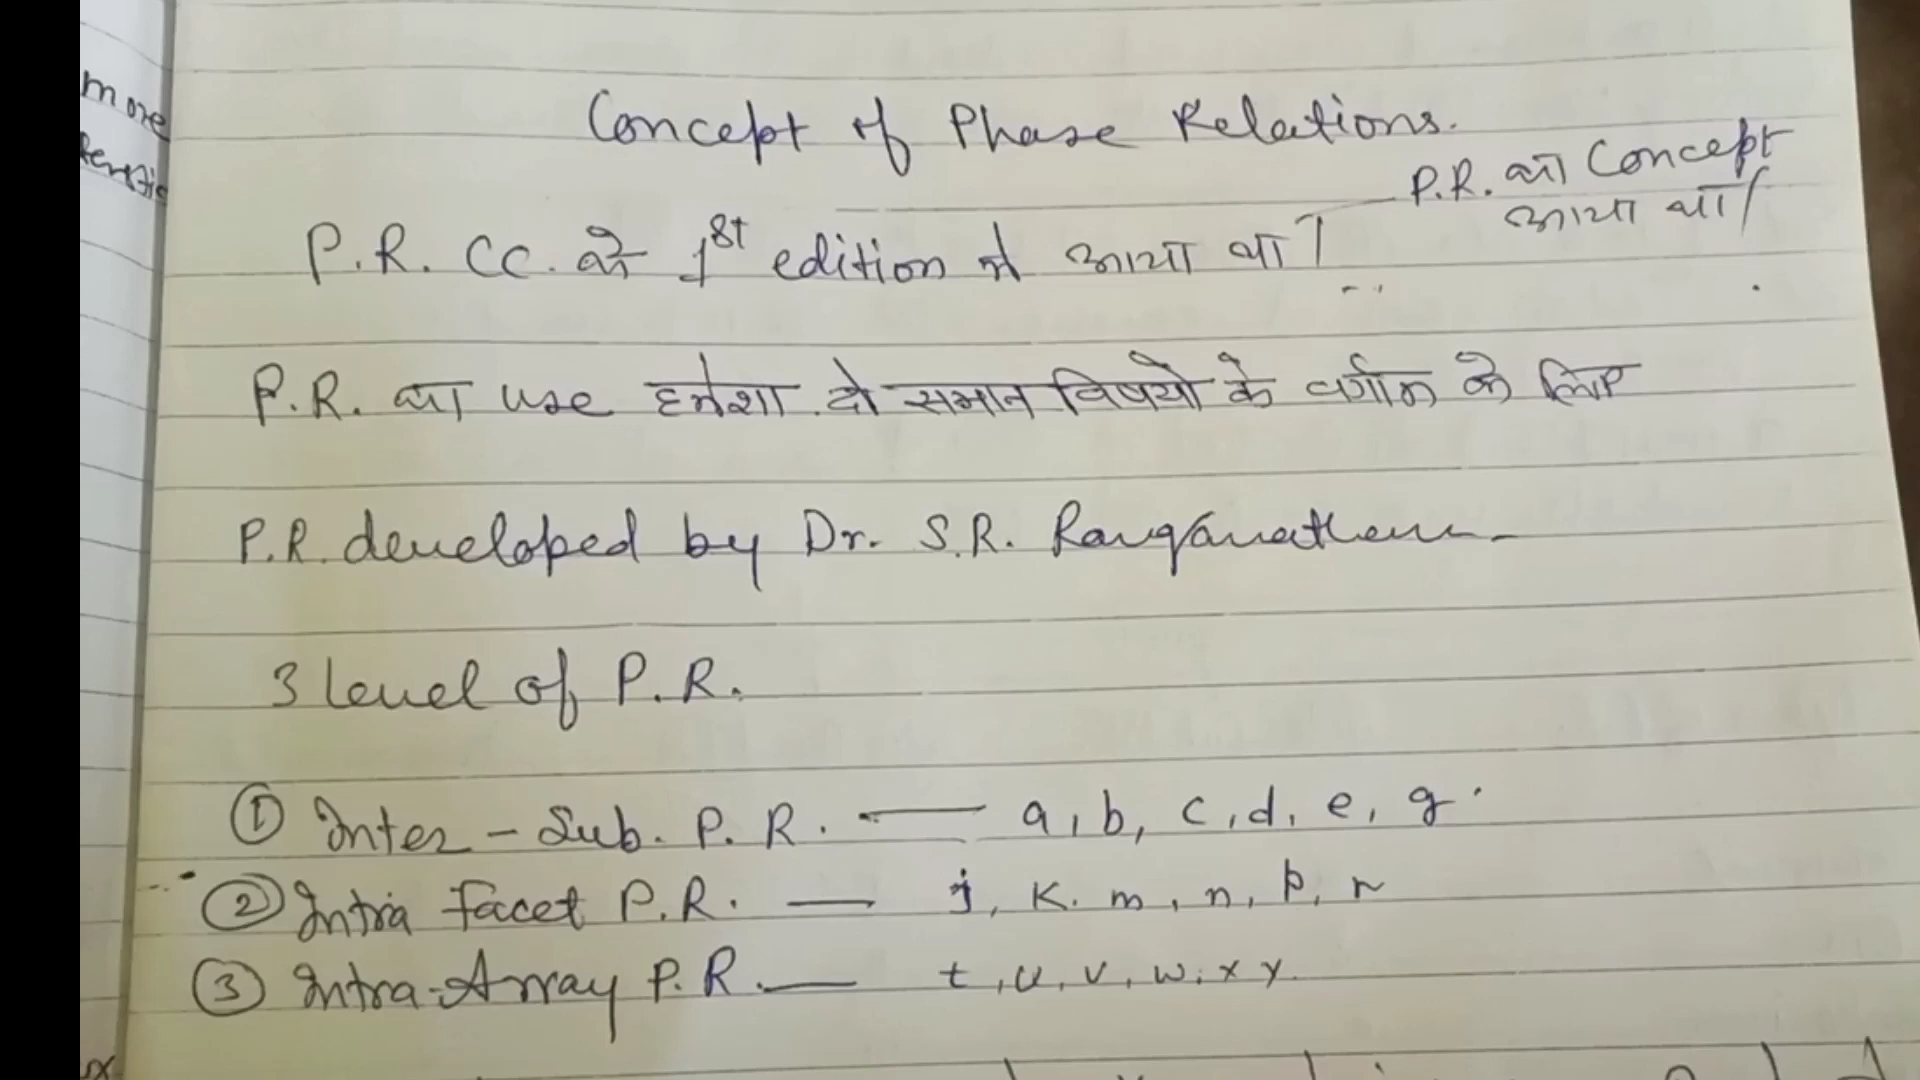 more
Concept of Phase Relations.
P.R. का Concept
आया था।
P.R. CC. के 1st edition में आया था।
P.R. का use हमेशा दो समान विषयो के वर्णन के लिए
P.R. developed by Dr. S.R. Ranganathan
3 level of P.R.
① Inter - Sub. P.R. — a, b, c, d, e, g.
② Intra Facet P.R. — j, k. m, n, p, r
③ Intra-Array P.R. — t, u, v, w, x y.